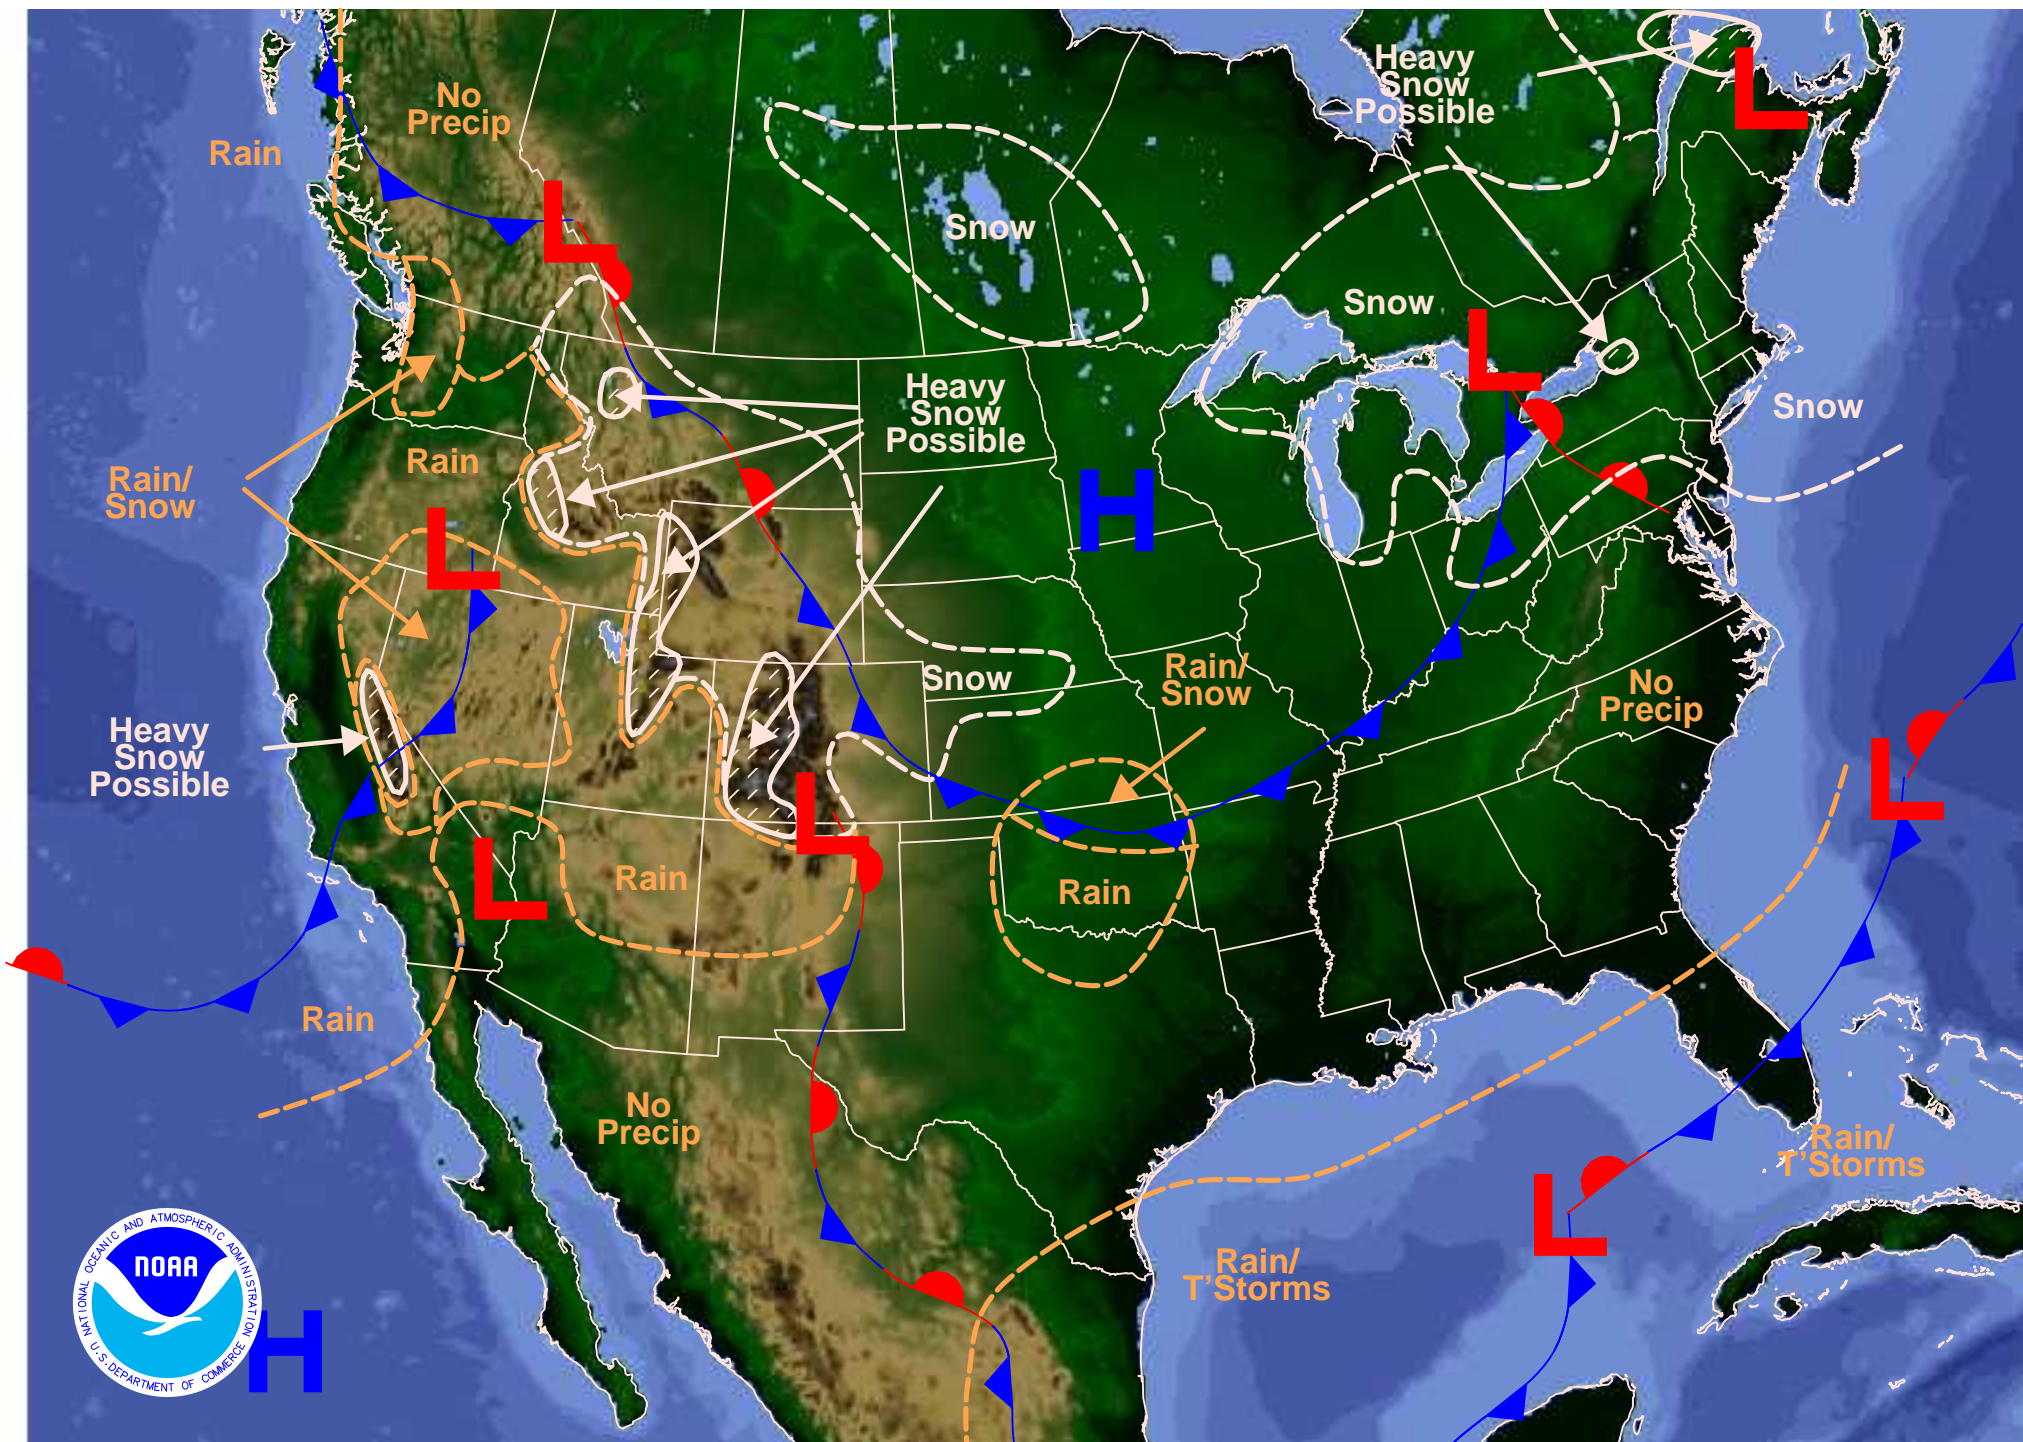 Heavy
Snow
Possible
No
Precip
Rain
L
L
Snow
Snow
L
Heavy
Snow
Possible
Snow
Rain
Rain/
Snow
H
L
Rain/
Snow
Snow
No
Precip
Heavy
Snow
Possible
L
L
L
Rain
Rain
Rain
No
Precip
Rain/
T'Storms
L
Rain/
T'Storms
NATIONAL OCEANIC AND ATMOSPHERIC ADMINISTRATION
NOAA
U.S. DEPARTMENT OF COMMERCE
H